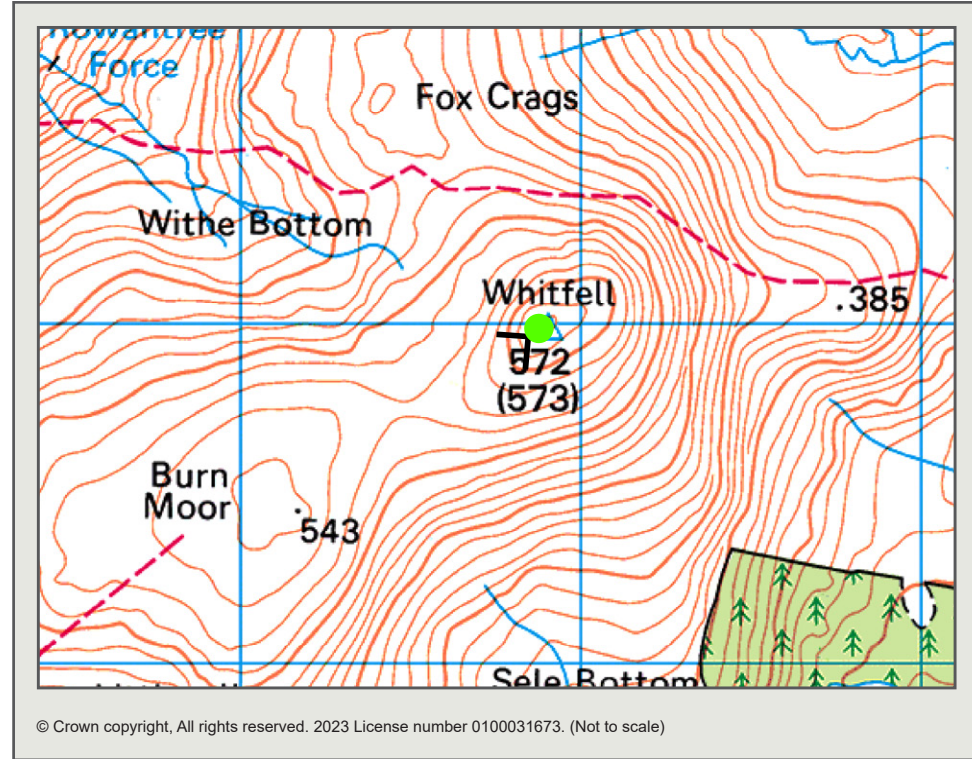 Rowantree
Force
Fox Crags
Withe Bottom
Whitfell
.385
572
(573)
Burn
Moor
543
Sele Bottom
© Crown copyright, All rights reserved. 2023 License number 0100031673. (Not to scale)